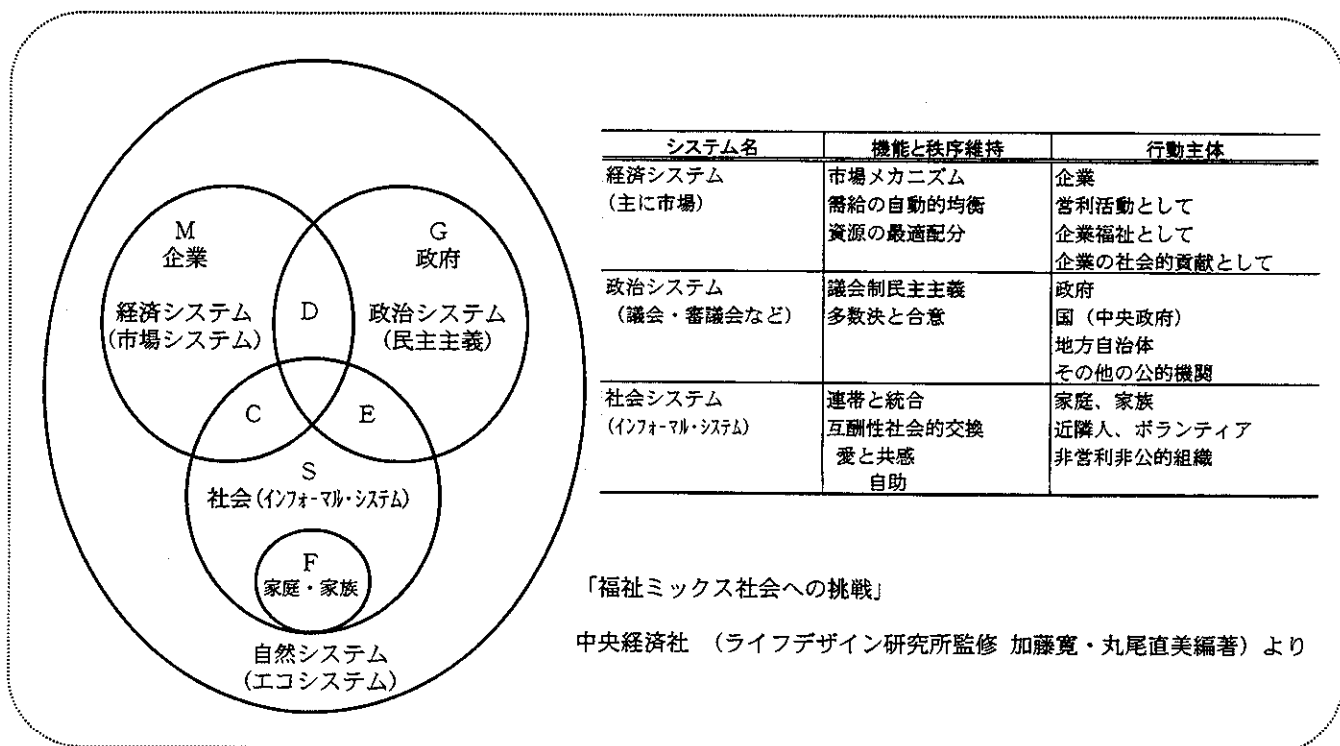 M
企業
経済システム
(市場システム)
D
G
政府
政治システム
(民主主義)
C
E
S
社会(インフォーマル・システム)
F
家庭・家族
自然システム
(エコシステム)
システム名 機能と秩序維持 行動主体
経済システム 市場メカニズム 企業
(主に市場) 需給の自動的均衡 営利活動として
資源の最適配分 企業福祉として
企業の社会的貢献として
政治システム 議会制民主主義 政府
(議会・審議会など) 多数決と合意 国(中央政府)
地方自治体
その他の公的機関
社会システム 連帯と統合 家庭、家族
(インフォーマル・システム) 互酬性社会的交換 近隣人、ボランティア
愛と共感 非営利非公的組織
自助
「福祉ミックス社会への挑戦」
中央経済社 (ライフデザイン研究所監修 加藤寛・丸尾直美編著)より